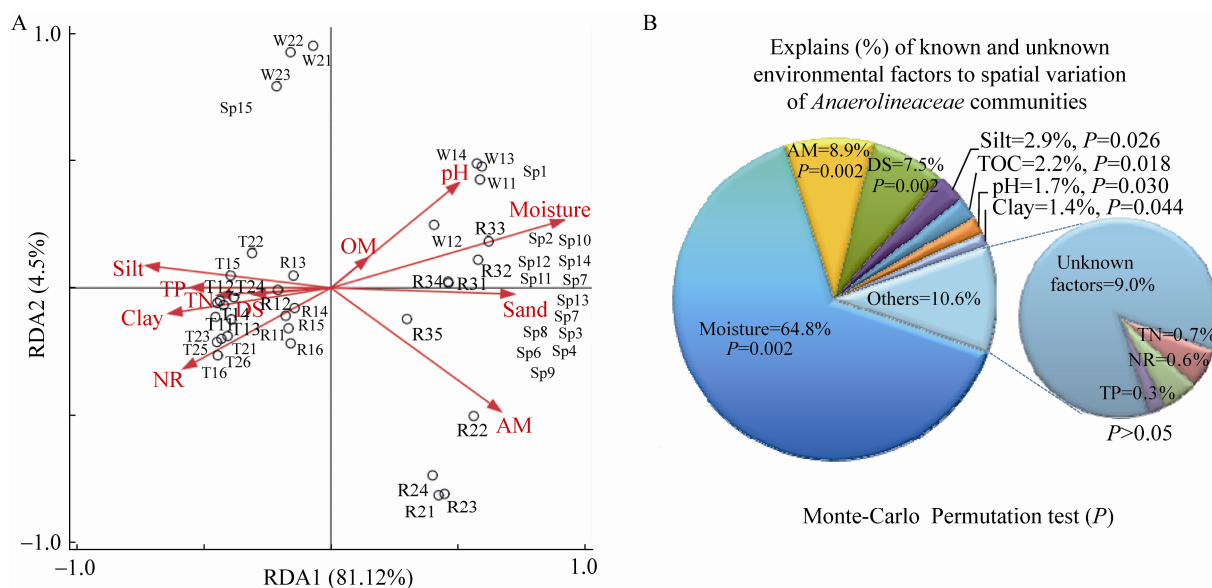 A
1.0
W22
W21
W23
Sp15
W14
W13
pH
W11
Sp1
Moisture
W12
R33
OM
Sp2
Sp10
T22
R32
Sp12
Sp14
Silt
T15
R13
R34
R31
Sp11
Sp7
0
TP
T12
T24
TN
DS
R12
Sand
Sp13
Clay
T14
R14
Sp7
T11
R35
T23
T13
R11
R15
Sp8
Sp3
T25
T21
R16
Sp6
Sp4
T26
NR
T16
Sp9
AM
R22
R24
R21
R23
−1.0
−1.0
1.0
RDA1 (81.12%)
RDA2 (4.5%)
B
Explains (%) of known and unknown
environmental factors to spatial variation
of Anaerolineaceae communities
AM=8.9%
P=0.002
DS=7.5%
P=0.002
Silt=2.9%, P=0.026
TOC=2.2%, P=0.018
pH=1.7%, P=0.030
Clay=1.4%, P=0.044
Others=10.6%
Moisture=64.8%
P=0.002
Unknown
factors=9.0%
TN=0.7%
NR=0.6%
TP=0.3%
P>0.05
Monte-Carlo Permutation test (P)